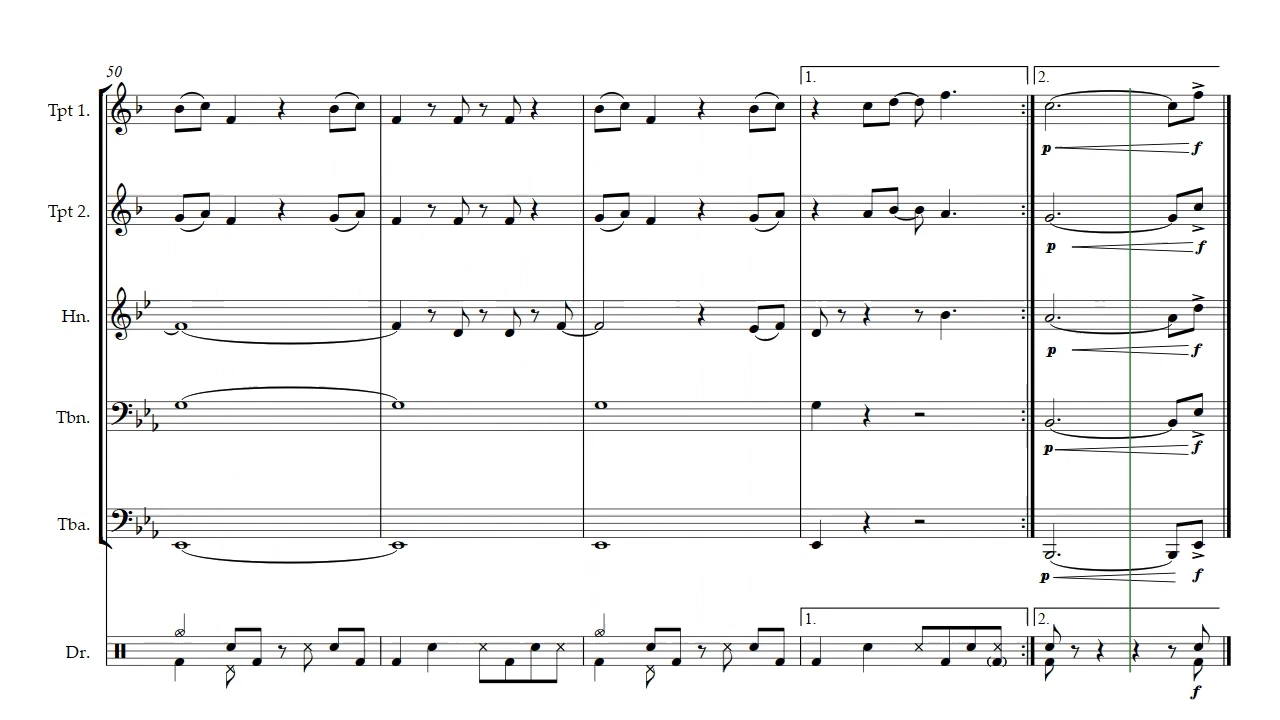 50
1. 2.
Tpt 1.
p f
Tpt 2.
p f
Hn.
p f
Tbn.
p f
Tba.
p f
1. 2.
Dr.
f